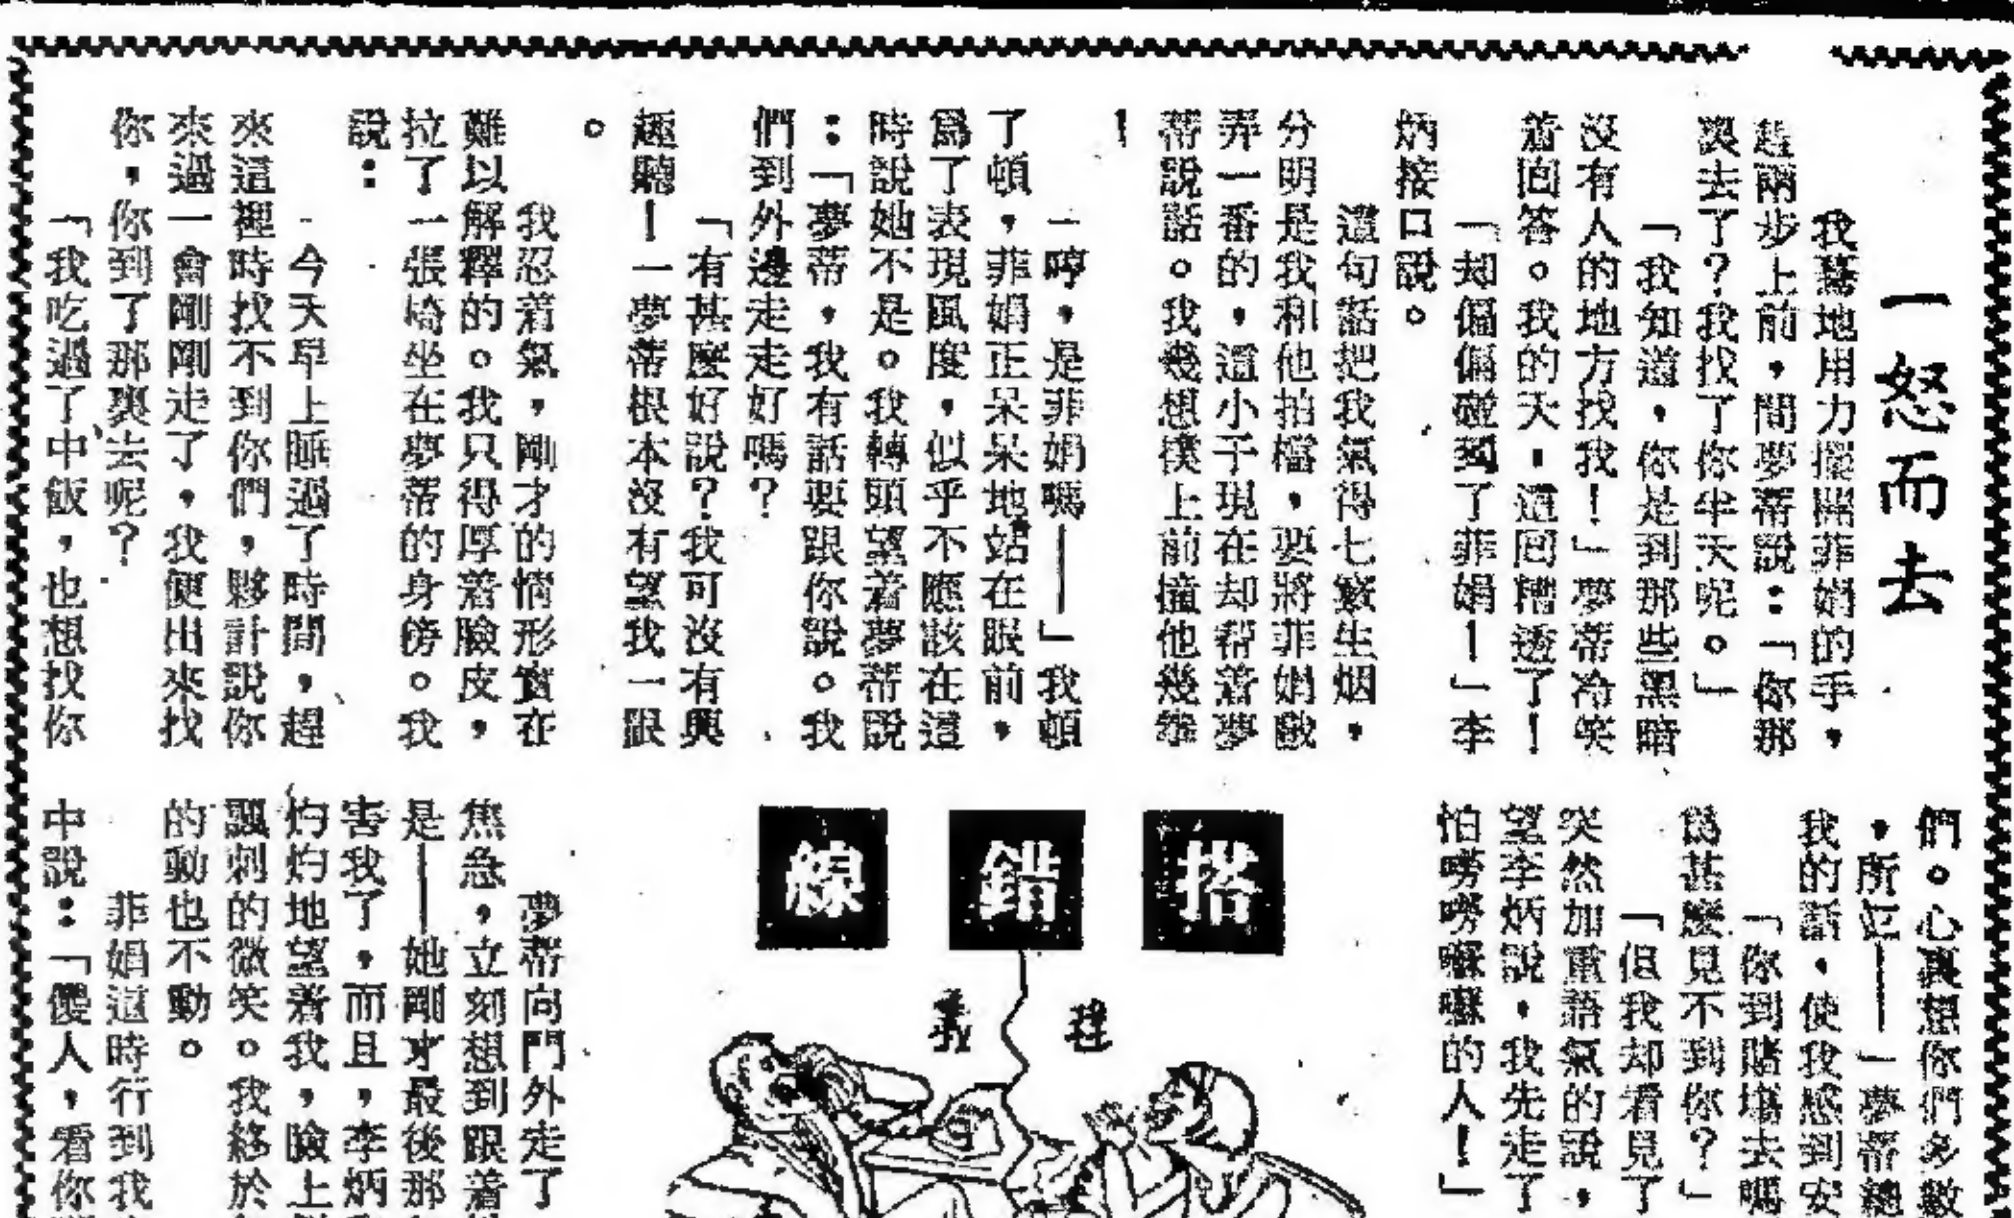 一怒而去
我驀地用力擺開菲娟的手，
趕兩步上前，問夢蒂說：「你那
裏去了？我找了你半天呢。」
「我知道，你是到那些黑暗
沒有人的地方找我！」夢蒂冷笑
着回答。我的天，這回糟透了！
「却偏偏碰到了菲娟！」李
炳接口說。
這句話把我氣得七竅生烟，
分明是我和他拍檔，要將菲娟戲
弄一番的，這小子現在却帮着夢
蒂說話。我幾想撲上前撞他幾拳
！
「哼，是菲娟嗎——」我頓
了頓，菲娟正呆呆地站在眼前，
爲了表現風度，似乎不應該在這
時說她不是。我轉頭望着夢蒂說
：「夢蒂，我有話要跟你說。我
們到外邊走走好嗎？
「有甚麼好說？我可沒有興
趣聽！」夢蒂根本沒有望我一眼
。
我忍着氣，剛才的情形實在
難以解釋的。我只得厚着臉皮，
拉了一張椅坐在夢蒂的身傍。我
說：
「今天早上睡過了時間，趕
來這裡時找不到你們，夥計說你
來過一會剛剛走了，我便出來找
你，你到了那裏去呢？
「我吃過了中飯，也想找你
們。心裏想你們多數
，所以——」夢蒂總
我的話，使我感到安
「你到賭塲去嗎
爲甚麼見不到你？」
「但我却看見了
突然加重語氣的說，
望李炳說，我先走了
怕嘮嘮囌囌的人！」
搭錯線
夢蒂向門外走了
焦急，立刻想到跟着
是——她剛才最後那
害我了，而且，李炳
灼灼地望着我，臉上
諷刺的微笑。我終於
的動也不動。
菲娟這時行到我
中說：「優人，看你